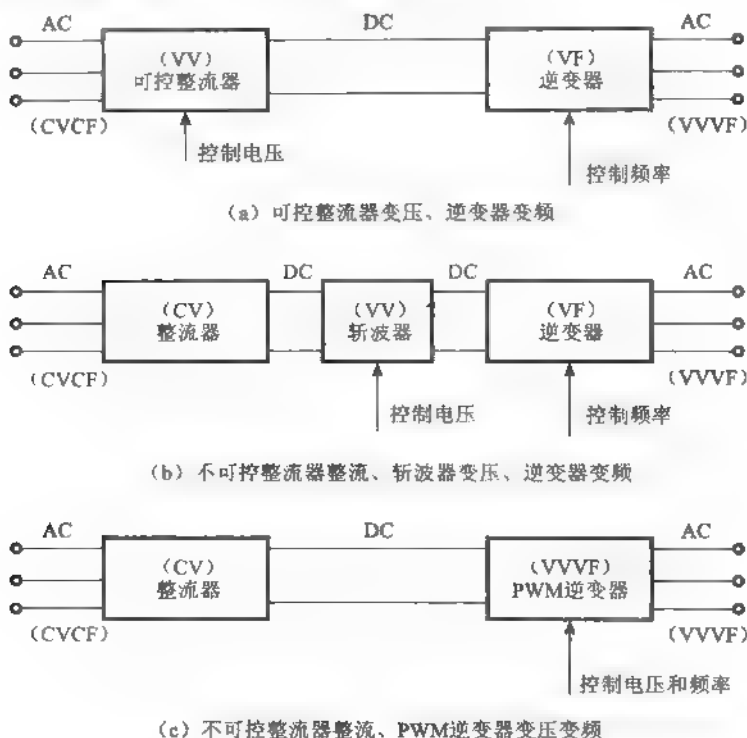 AC DC AC
(VV) (VF)
可控整流器 逆变器
(CVCF) (VVVF)
控制电压
控制频率
(a) 可控整流器变压、逆变器变频
AC DC DC AC
(CV) (VV) (VF)
整流器 斩波器 逆变器
(CVCF) (VVVF)
控制电压 控制频率
(b) 不可控整流器整流、斩波器变压、逆变器变频
AC DC AC
(CV) (VVVF)
整流器 PWM逆变器
(CVCF) (VVVF)
控制电压和频率
(c) 不可控整流器整流、PWM逆变器变压变频